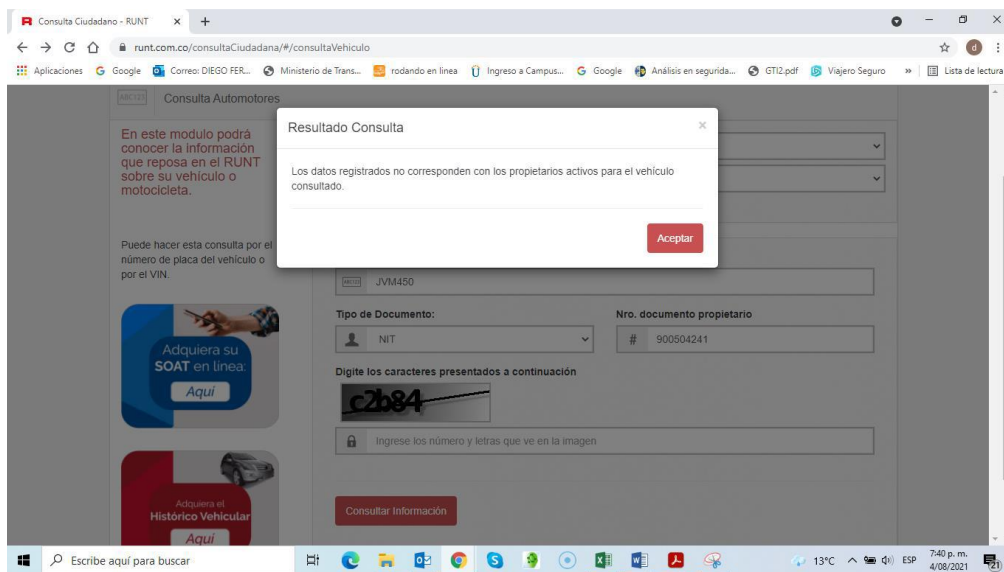 Consulta Ciudadano - RUNT
runt.com.co/consultaCiudadana/#/consultaVehiculo
Aplicaciones Google Correo: DIEGO FER... Ministerio de Trans... rodando en linea Ingreso a Campus... Google Análisis en segurida... GTI2.pdf Viajero Seguro » Lista de lectura
ABC123 Consulta Automotores
En este modulo podrá
conocer la información
que reposa en el RUNT
sobre su vehículo o
motocicleta.
Puede hacer esta consulta por el
número de placa del vehículo o
por el VIN.
Adquiera su
SOAT en linea:
Aquí
Adquiera el
Histórico Vehicular
Aquí
Resultado Consulta ×
Los datos registrados no corresponden con los propietarios activos para el vehículo
consultado.
Aceptar
ABC123 JVM450
Tipo de Documento: Nro. documento propietario
NIT # 900504241
Digite los caracteres presentados a continuación
c2b84
Ingrese los número y letras que ve en la imagen
Consultar Información
Escribe aquí para buscar
13°C ESP 7:40 p. m.
4/08/2021
21